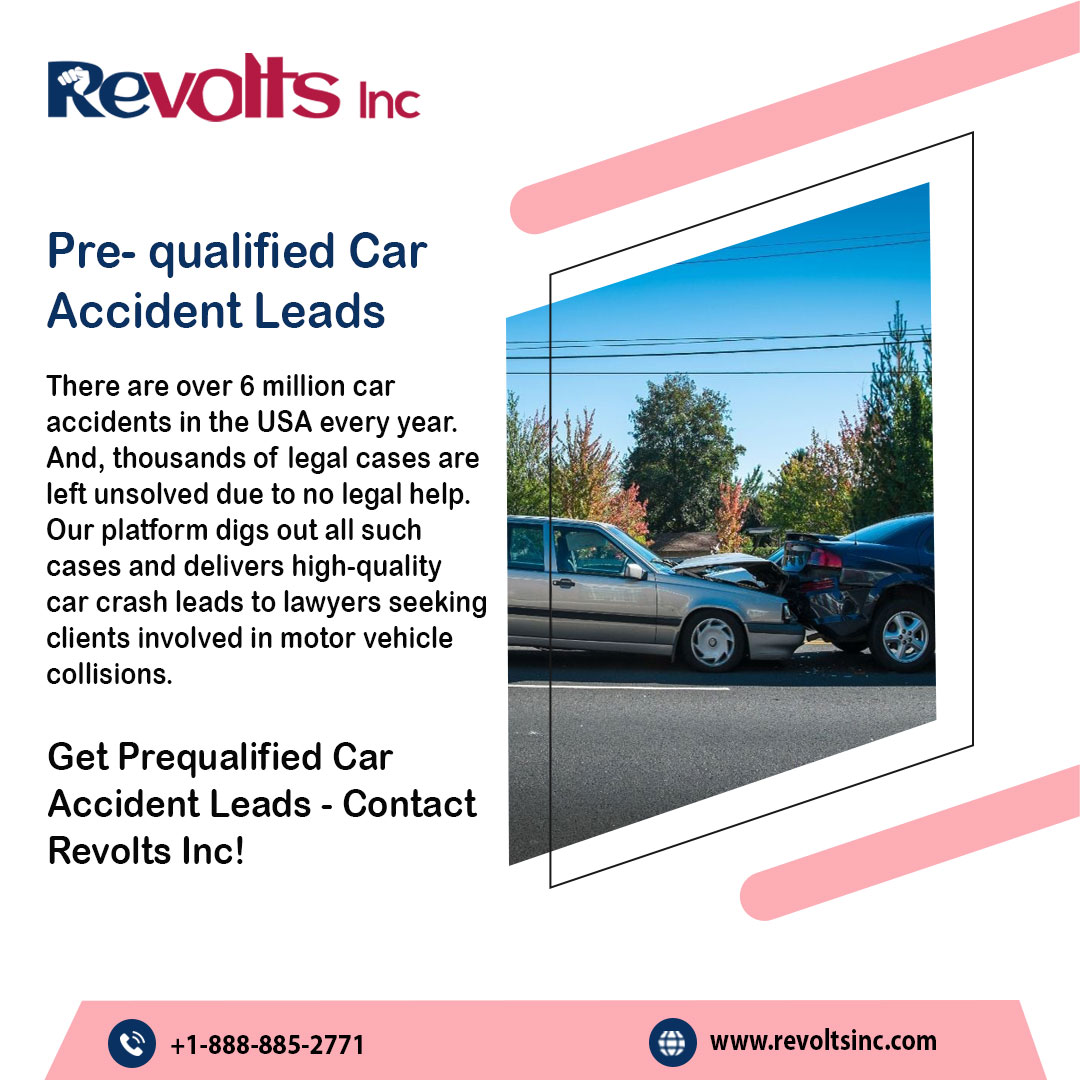 Revolts Inc
Pre- qualified Car
Accident Leads
There are over 6 million car
accidents in the USA every year.
And, thousands of legal cases are
left unsolved due to no legal help.
Our platform digs out all such
cases and delivers high-quality
car crash leads to lawyers seeking
clients involved in motor vehicle
collisions.
Get Prequalified Car
Accident Leads - Contact
Revolts Inc!
+1-888-885-2771
www.revoltsinc.com